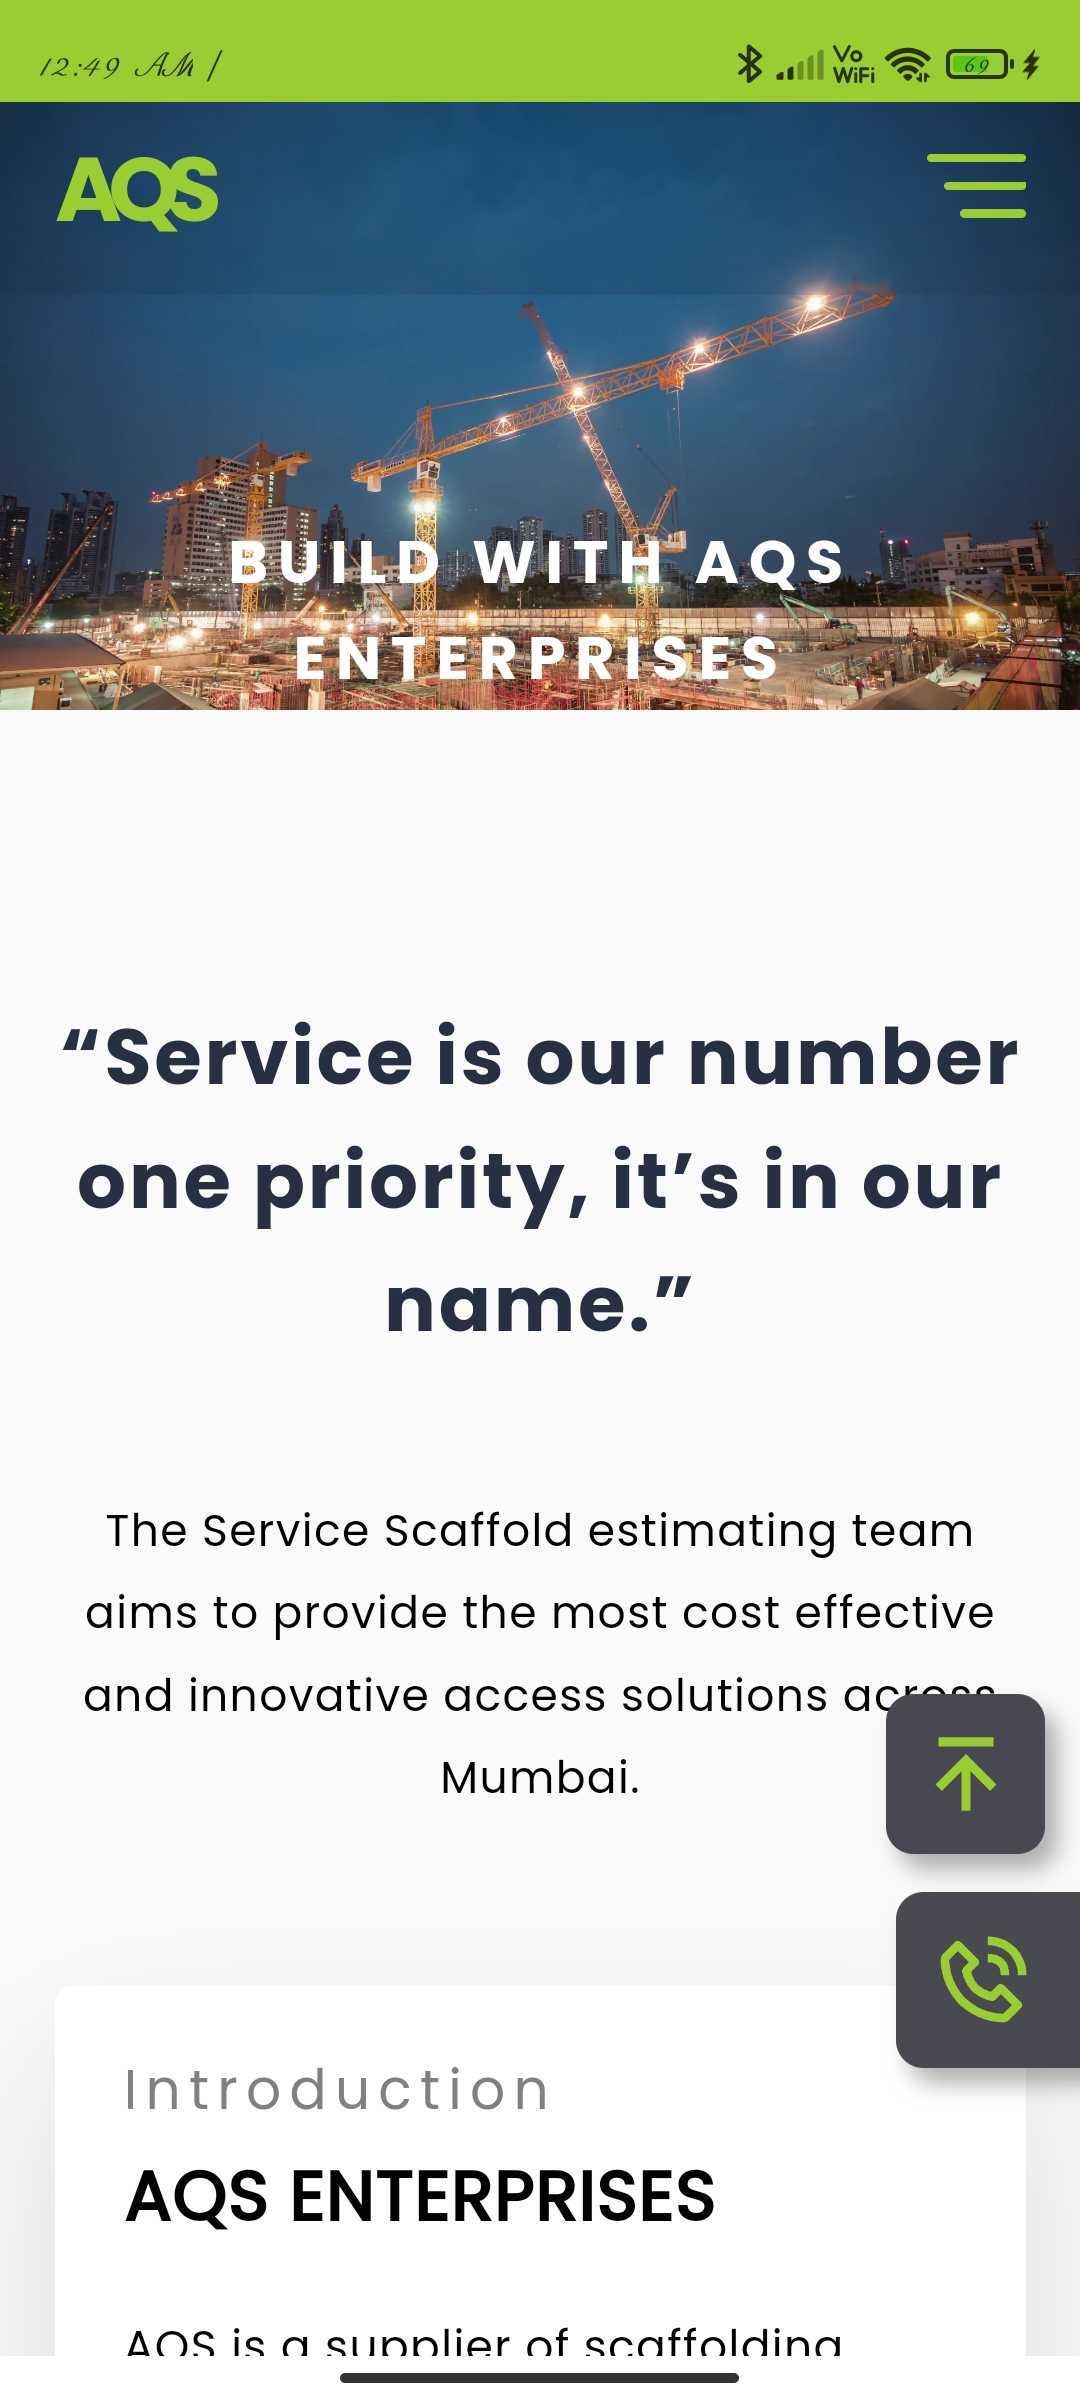 12:49 AM |
Vo
WiFi
69
AQS
BUILD WITH AQS
ENTERPRISES
“Service is our number
one priority, it’s in our
name.”
The Service Scaffold estimating team
aims to provide the most cost effective
and innovative access solutions across
Mumbai.
Introduction
AQS ENTERPRISES
AQS is a supplier of scaffolding